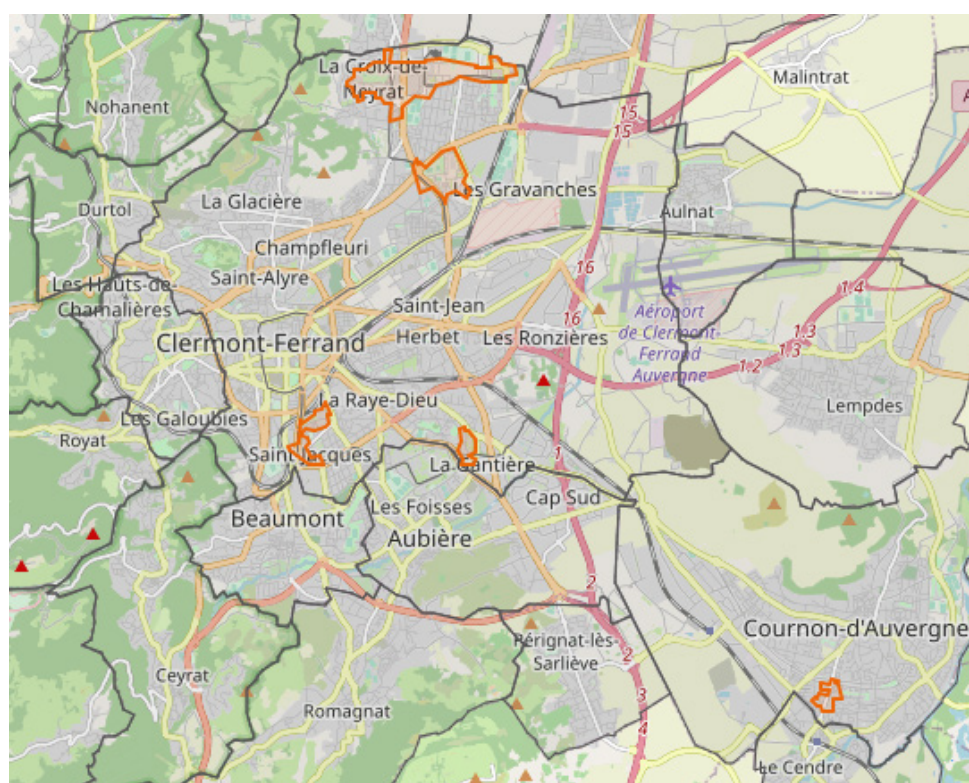 La Croix-de-
Neyrat
Malintrat
Nohanent
15
15
A
Les Gravanches
La Glacière
Durtol
Aulnat
Champfleuri
Saint-Alyre
16
Les Hauts-de-
Chamalières
1.4
Saint-Jean
Aéroport
de Clermont-
Ferrand
Auvergne
16
1.3
Clermont-Ferrand
Herbet
Les Ronzières
1.3
1.2
La Raye-Dieu
Lempdes
Les Galoubies
Royat
Saint-Jacques
La Gantière
1
Cap Sud
Les Foisses
Beaumont
Aubière
2
Cournon-d'Auvergne
Pérignat-lès-
Sarliève
2
Ceyrat
3
Romagnat
4
Le Cendre